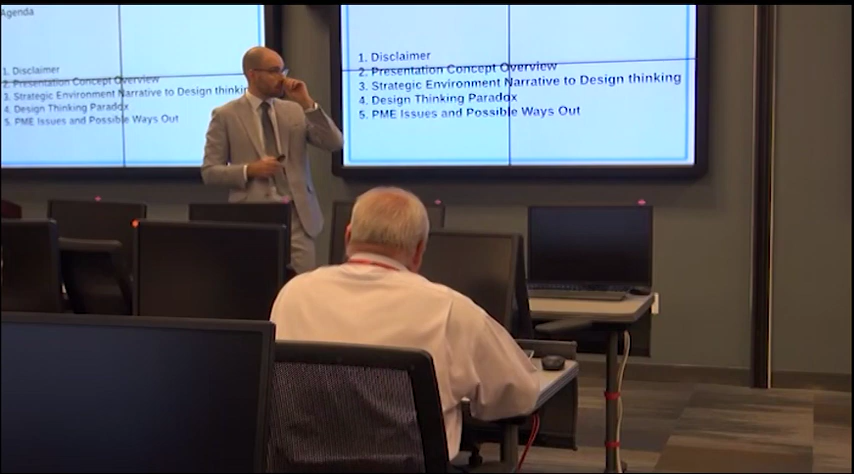 Agenda
1. Disclaimer
2. Presentation Concept Overview
3. Strategic Environment Narrative to Design thinkin
4. Design Thinking Paradox
5. PME Issues and Possible Ways Out
1. Disclaimer
2. Presentation Concept Overview
3. Strategic Environment Narrative to Design thinking
4. Design Thinking Paradox
5. PME Issues and Possible Ways Out